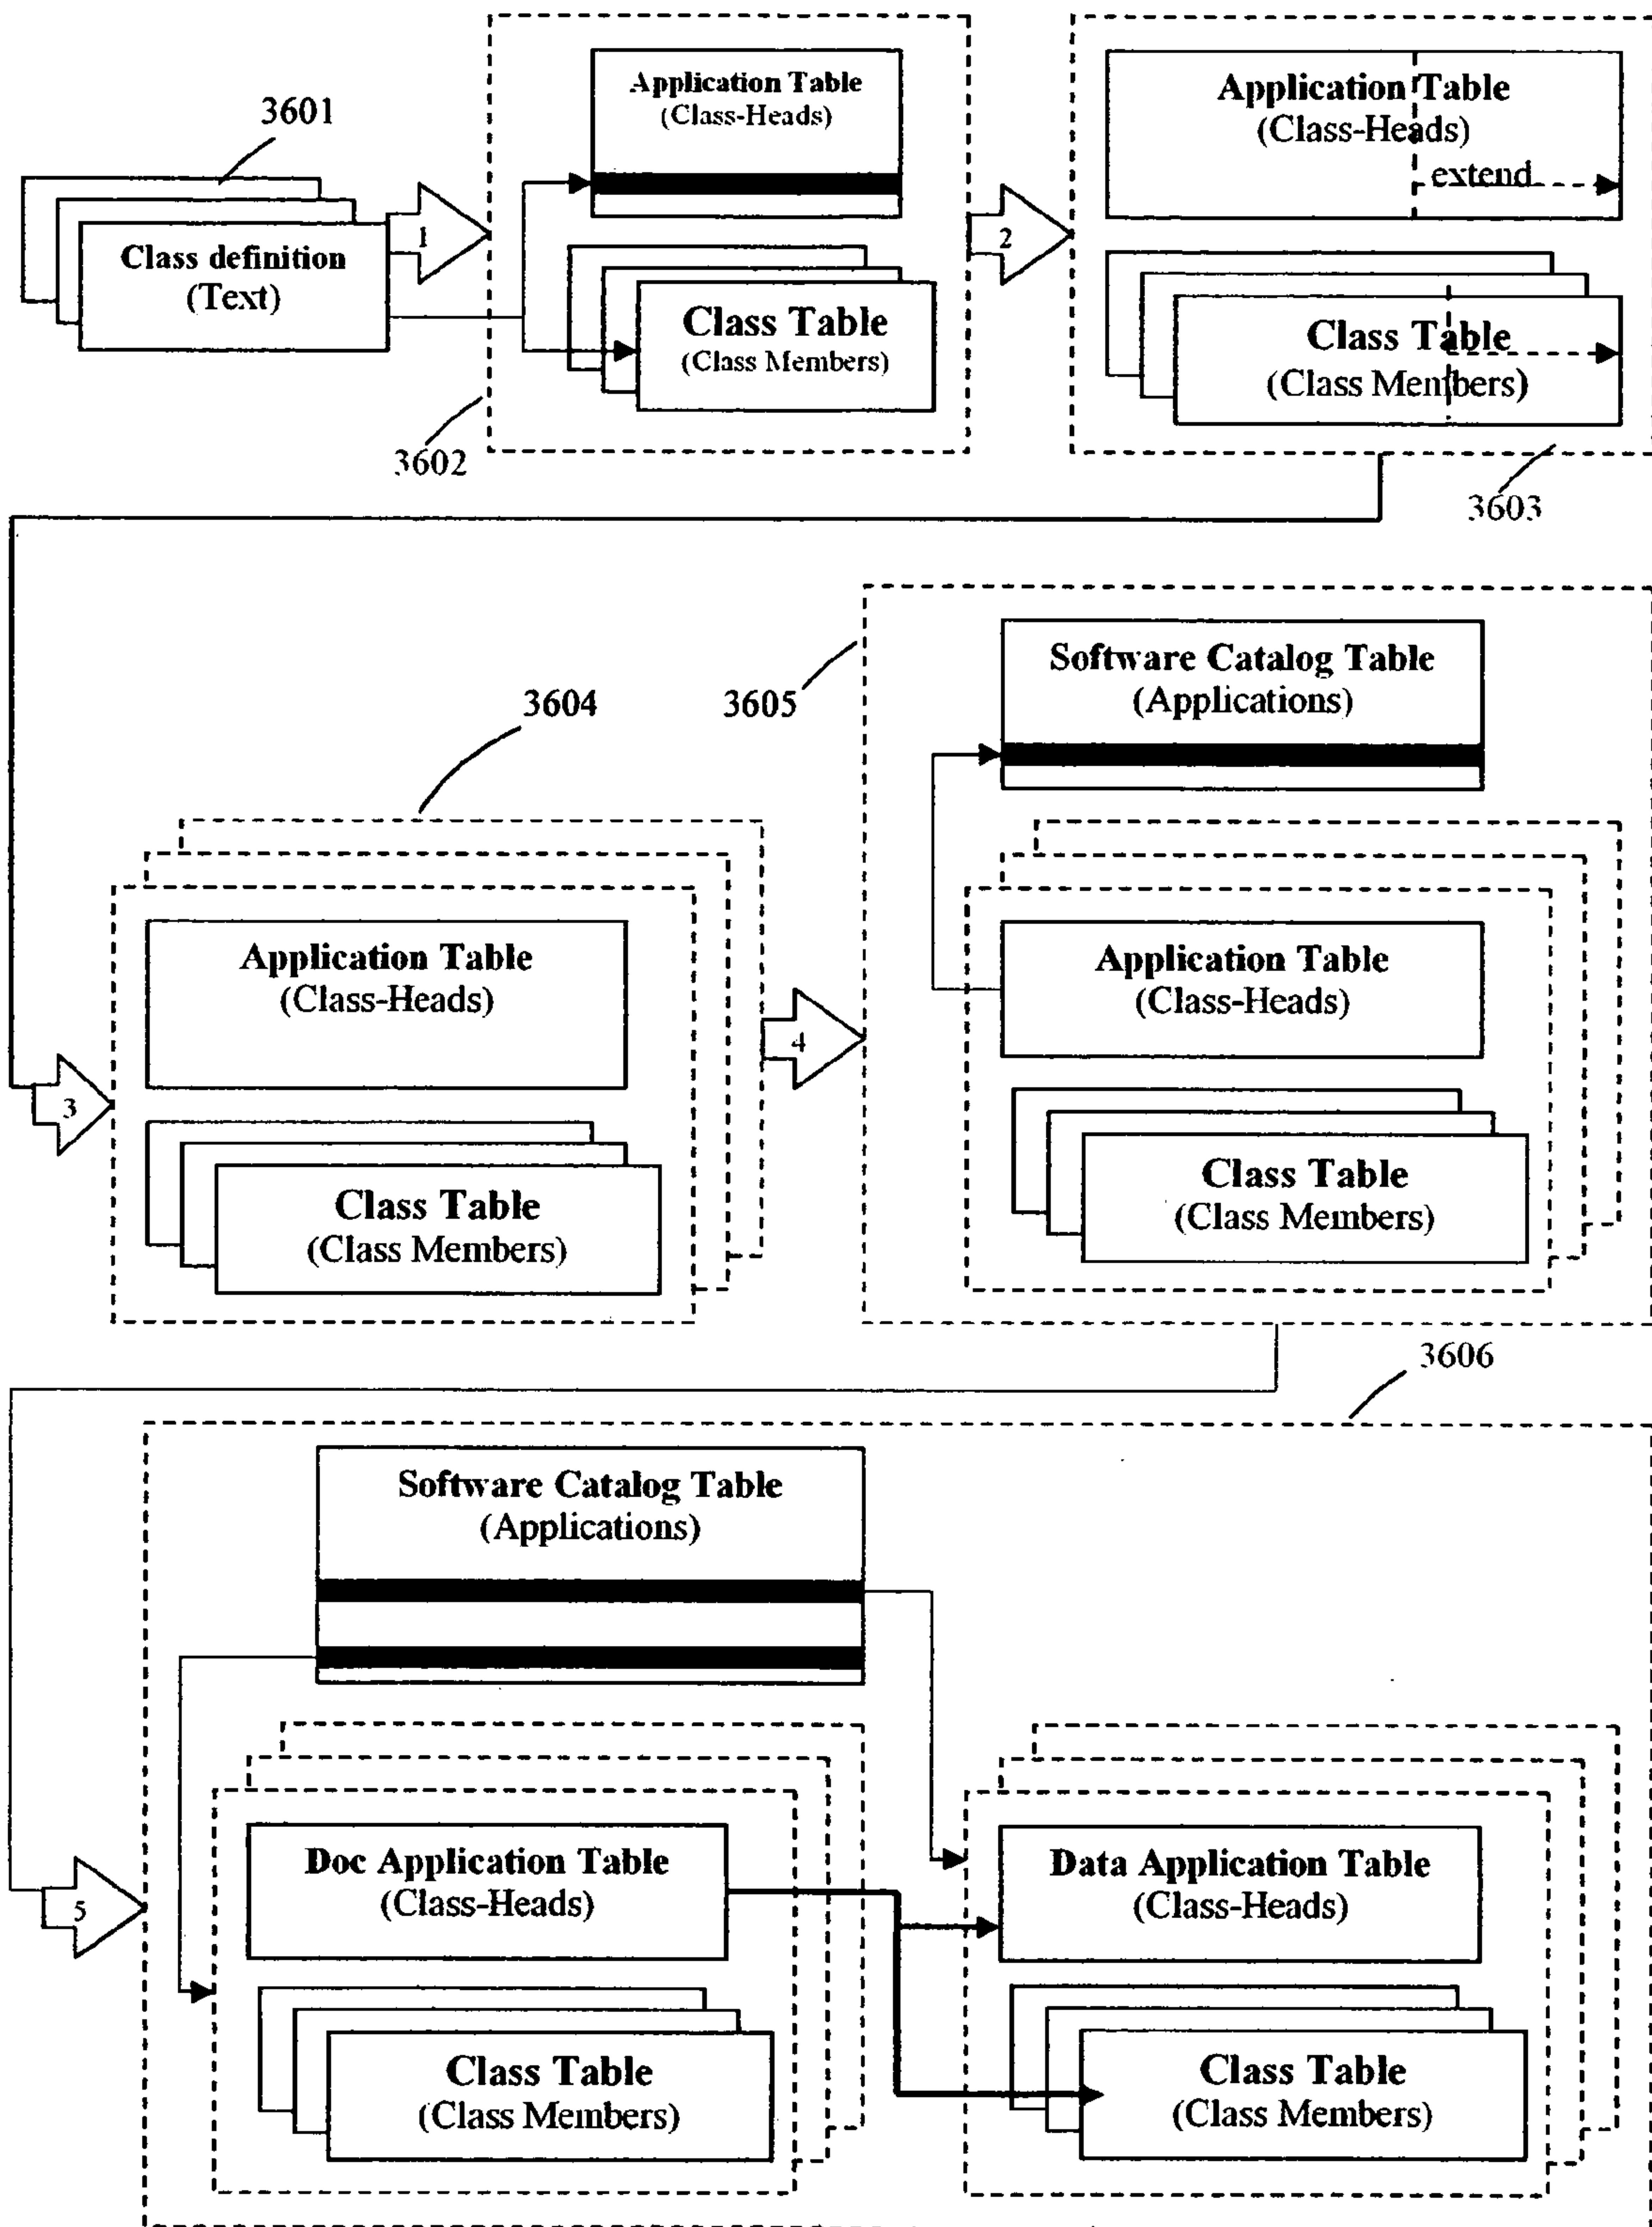 3601
Class definition
(Text)
1
Application Table
(Class-Heads)
Class Table
(Class Members)
3602
2
Application Table
(Class-Heads)
extend
Class Table
(Class Members)
3603
3604
3
Application Table
(Class-Heads)
Class Table
(Class Members)
4
3605
Software Catalog Table
(Applications)
Application Table
(Class-Heads)
Class Table
(Class Members)
3606
5
Software Catalog Table
(Applications)
Doc Application Table
(Class-Heads)
Class Table
(Class Members)
Data Application Table
(Class-Heads)
Class Table
(Class Members)